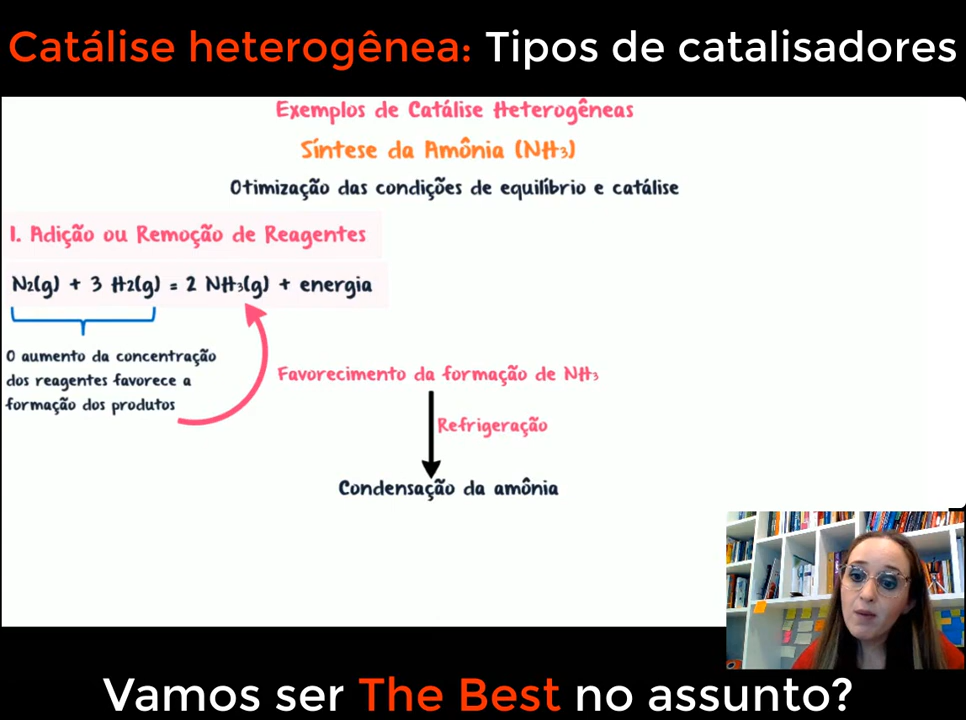 Catálise heterogênea: Tipos de catalisadores
Exemplos de Catálise Heterogêneas
Síntese da Amônia (NH₃)
Otimização das condições de equilíbrio e catálise
1. Adição ou Remoção de Reagentes
N₂(g) + 3 H₂(g) = 2 NH₃(g) + energia
O aumento da concentração
dos reagentes favorece a
formação dos produtos
Favorecimento da formação de NH₃
Refrigeração
Condensação da amônia
Vamos ser The Best no assunto?